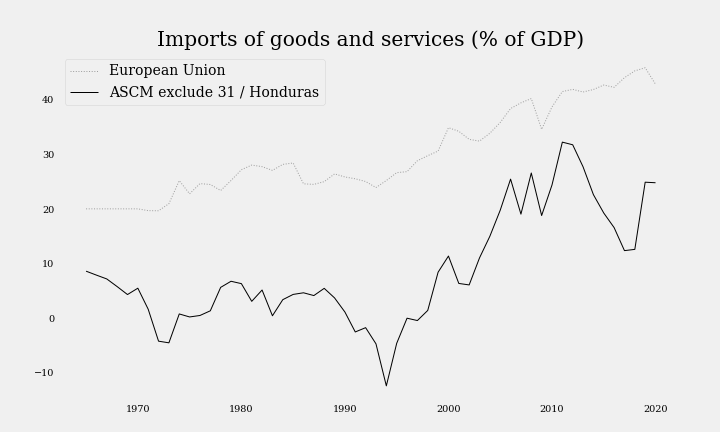 Imports of goods and services (% of GDP)
European Union
ASCM exclude 31 / Honduras
40
30
20
10
0
−10
1970 1980 1990 2000 2010 2020